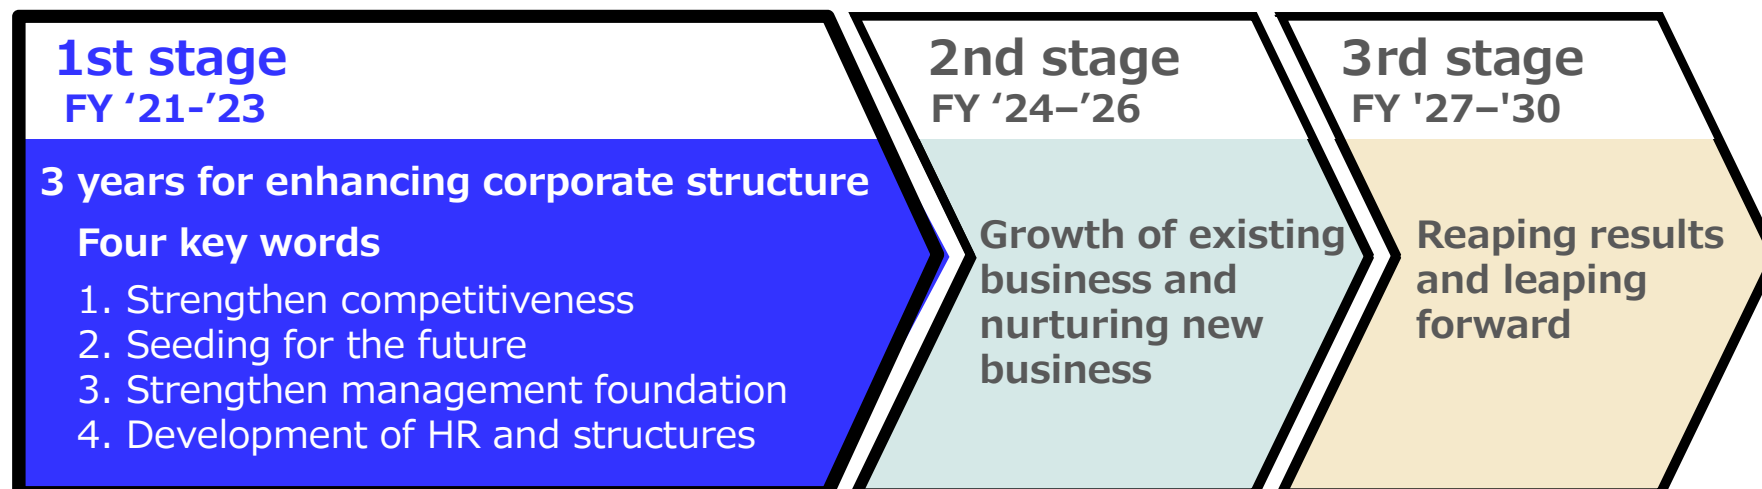 1st stage
FY ‘21-’23
3 years for enhancing corporate structure
Four key words
1. Strengthen competitiveness
2. Seeding for the future
3. Strengthen management foundation
4. Development of HR and structures
2nd stage
FY ‘24–’26
Growth of existing
business and
nurturing new
business
3rd stage
FY '27–'30
Reaping results
and leaping
forward